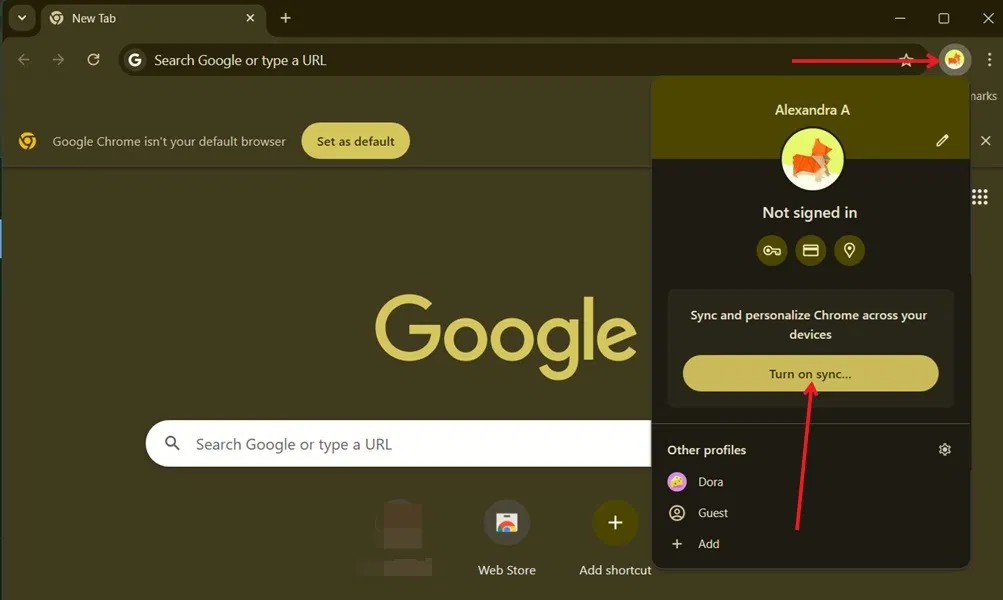 New Tab
Search Google or type a URL
marks
Google Chrome isn't your default browser
Set as default
Alexandra A
Not signed in
Sync and personalize Chrome across your
devices
Turn on sync...
Google
Search Google or type a URL
Other profiles
Dora
Guest
Add
Web Store
Add shortcut